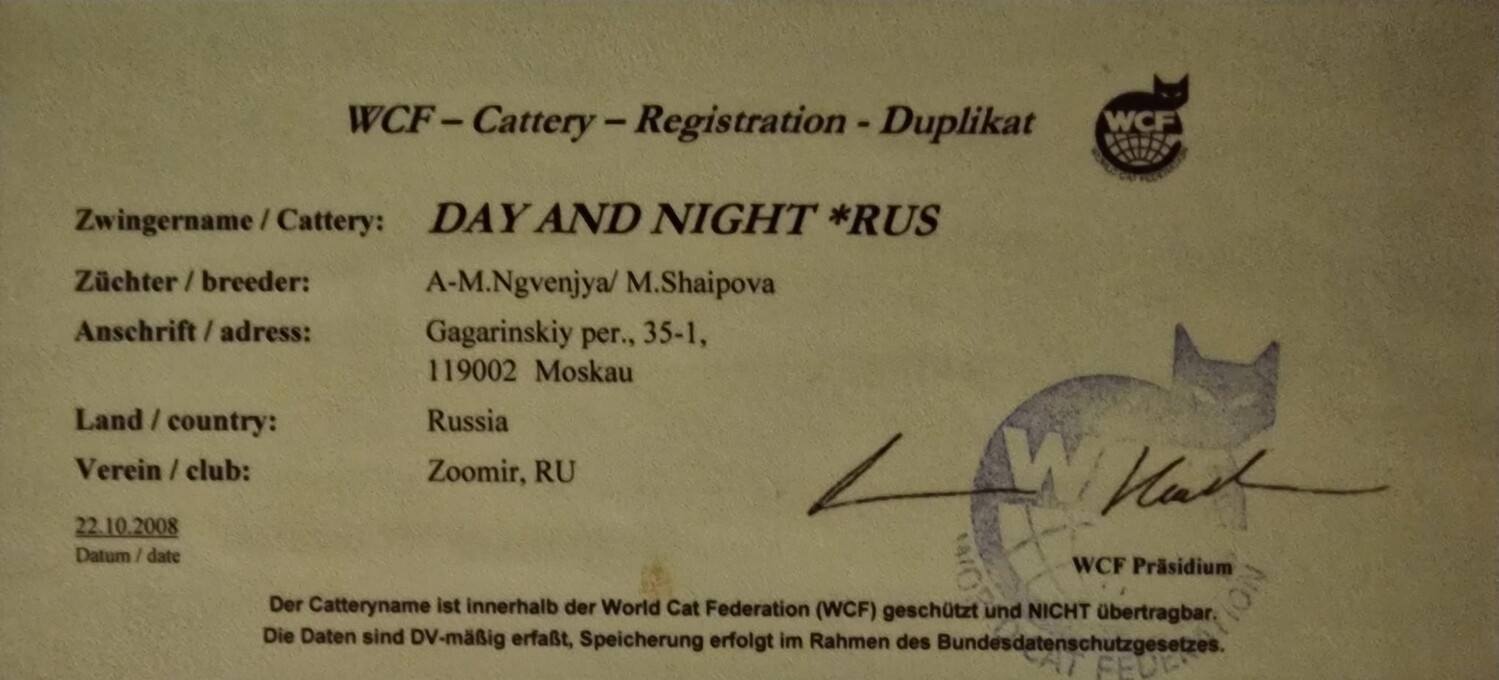 WCF – Cattery – Registration - Duplikat
WCF
Zwingername / Cattery: DAY AND NIGHT *RUS
Züchter / breeder: A-M.Ngvenjya/ M.Shaipova
Anschrift / adress: Gagarinskiy per., 35-1,
119002 Moskau
Land / country: Russia
Verein / club: Zoomir, RU
22.10.2008
Datum / date
WCF Präsidium
Der Catteryname ist innerhalb der World Cat Federation (WCF) geschützt und NICHT übertragbar.
Die Daten sind DV-mäßig erfaßt, Speicherung erfolgt im Rahmen des Bundesdatenschutzgesetzes.